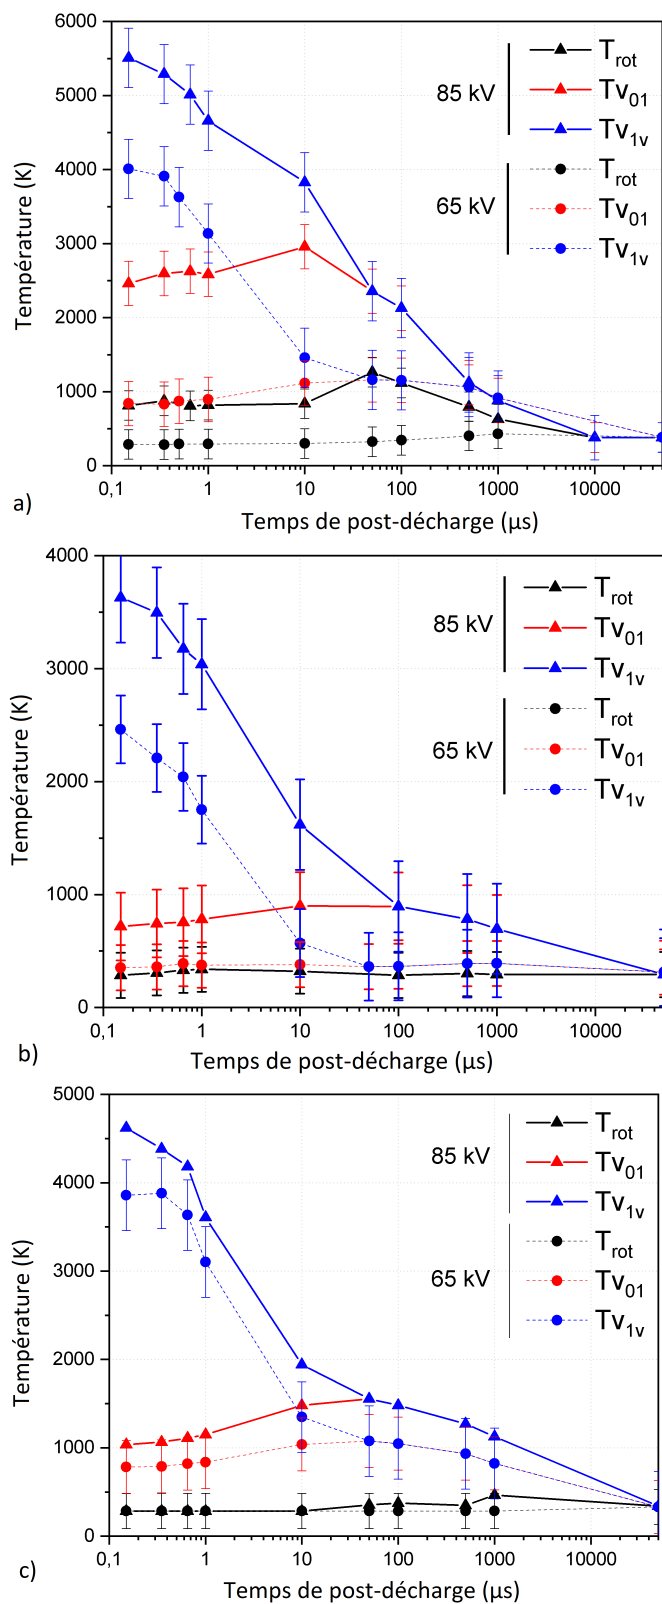 6000
5000
4000
3000
2000
1000
0
Température (K)
85 kV
T_rot
Tv_01
Tv_1v
65 kV
T_rot
Tv_01
Tv_1v
0,1 1 10 100 1000 10000
a)
Temps de post-décharge (µs)
4000
3000
2000
1000
0
Température (K)
85 kV
T_rot
Tv_01
Tv_1v
65 kV
T_rot
Tv_01
Tv_1v
0,1 1 10 100 1000 10000
b)
Temps de post-décharge (µs)
5000
4000
3000
2000
1000
0
Température (K)
85 kV
T_rot
Tv_01
Tv_1v
65 kV
T_rot
Tv_01
Tv_1v
0,1 1 10 100 1000 10000
c)
Temps de post-décharge (µs)